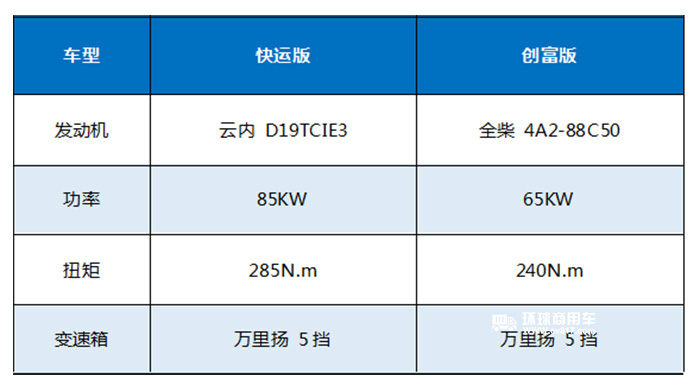 车型 快运版 创富版
发动机 云内 D19TCIE3 全柴 4A2-88C50
功率 85KW 65KW
扭矩 285N.m 240N.m
环球商用车
变速箱 万里扬 5挡 万里扬 5挡